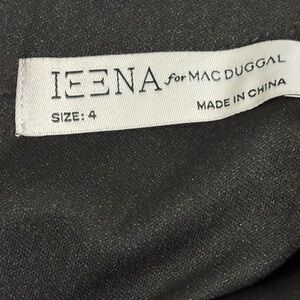 IEENA for MAC DUGGAL
SIZE: 4
MADE IN CHINA